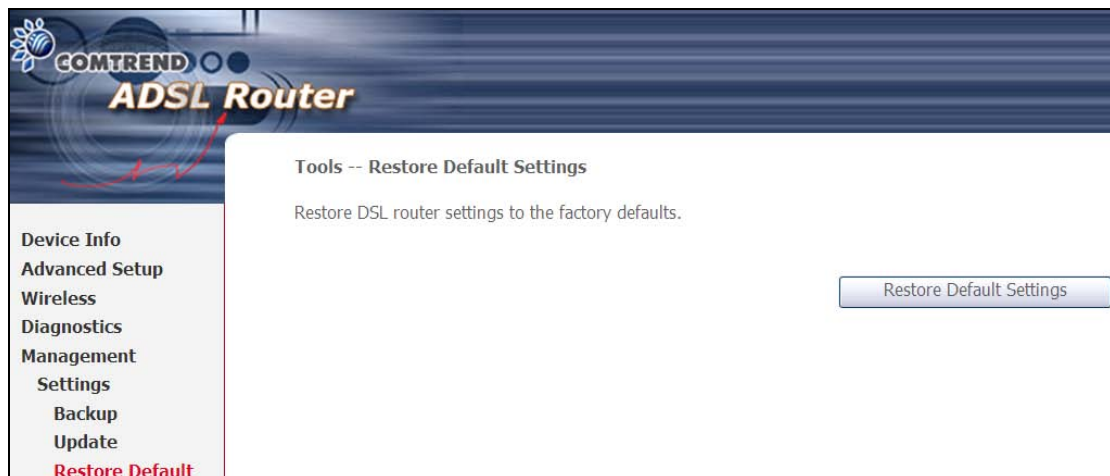 COMTREND
ADSL Router
Tools -- Restore Default Settings
Restore DSL router settings to the factory defaults.
Restore Default Settings
Device Info
Advanced Setup
Wireless
Diagnostics
Management
Settings
Backup
Update
Restore Default